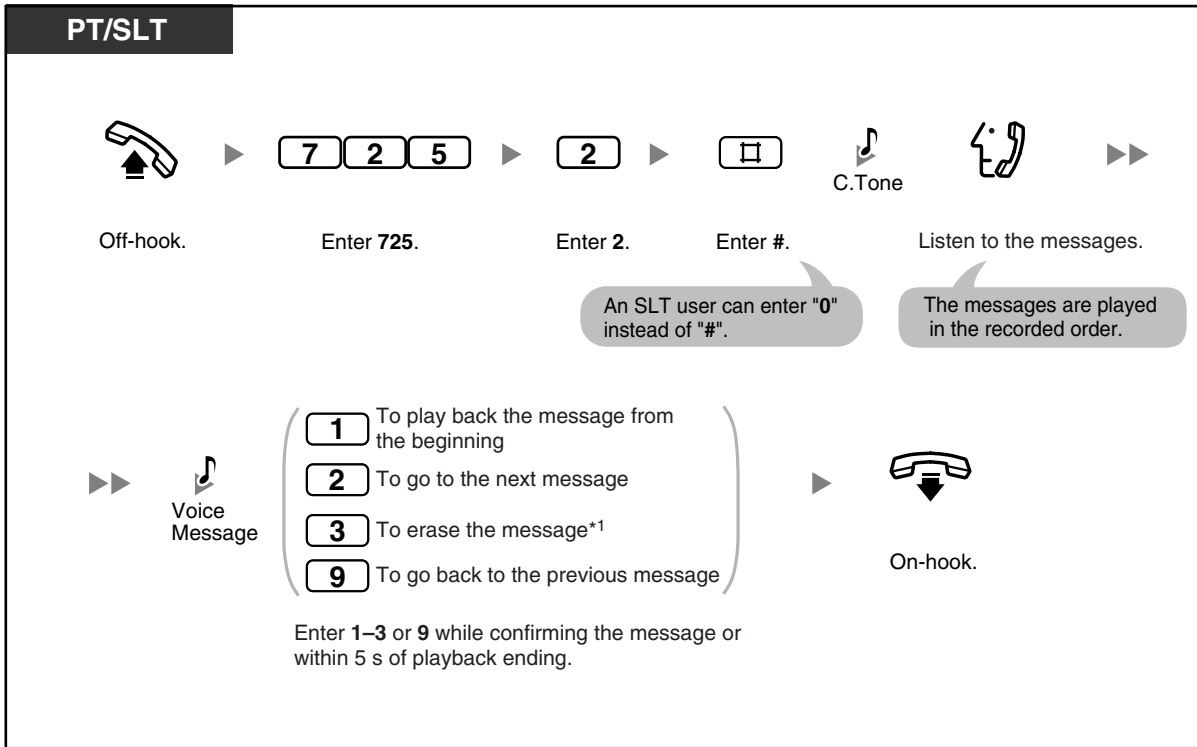 PT/SLT
7 2 5
2
#
C.Tone
Off-hook.
Enter 725.
Enter 2.
Enter #.
Listen to the messages.
An SLT user can enter "0"
instead of "#".
The messages are played
in the recorded order.
Voice
Message
1 To play back the message from
the beginning
2 To go to the next message
3 To erase the message*1
9 To go back to the previous message
Enter 1–3 or 9 while confirming the message or
within 5 s of playback ending.
On-hook.